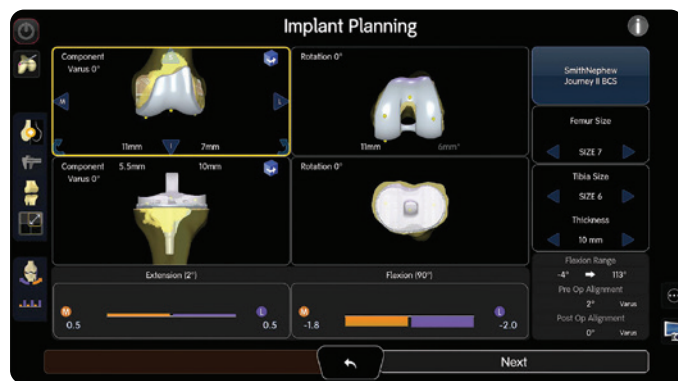 Implant Planning
i
Component
Varus 0°
M
L
11mm
I
7mm
Rotation 0°
11mm
6mm°
SmithNephew
Journey II BCS
Femur Size
SIZE 7
Component
Varus 0°
5.5mm
10mm
Rotation 0°
Tibia Size
SIZE 6
Thickness
10 mm
Extension (2°)
M
L
0.5
0.5
Flexion (90°)
M
L
-1.8
-2.0
Flexion Range
-4°
113°
Pre Op Alignment
2° Varus
Post Op Alignment
0° Varus
Next